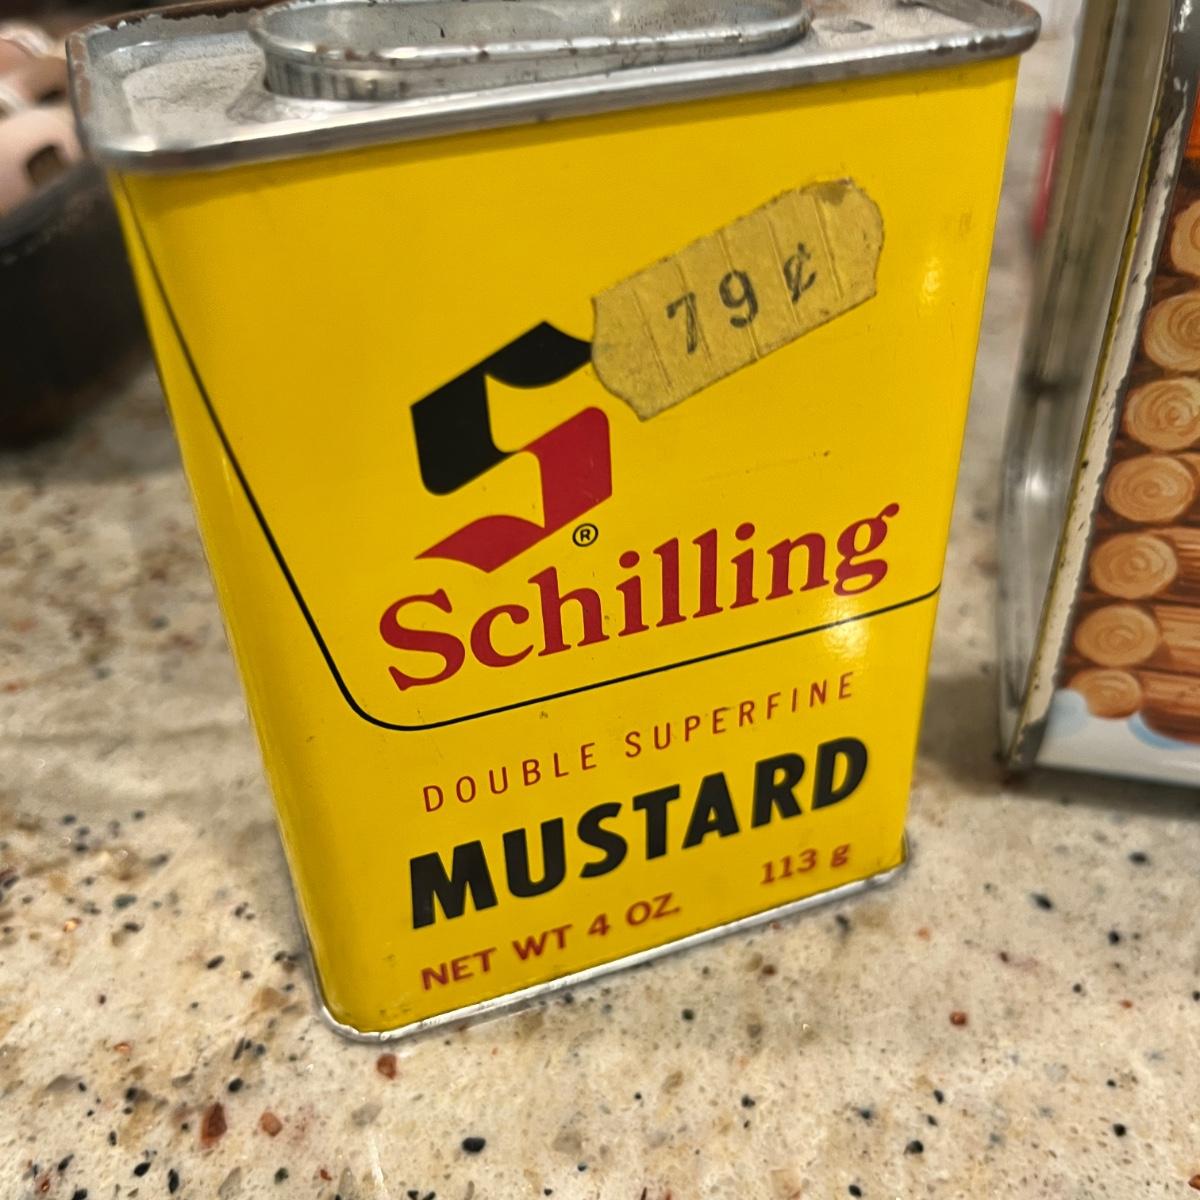 79¢
S
®
Schilling
DOUBLE SUPERFINE
MUSTARD
NET WT 4 OZ. 113 g